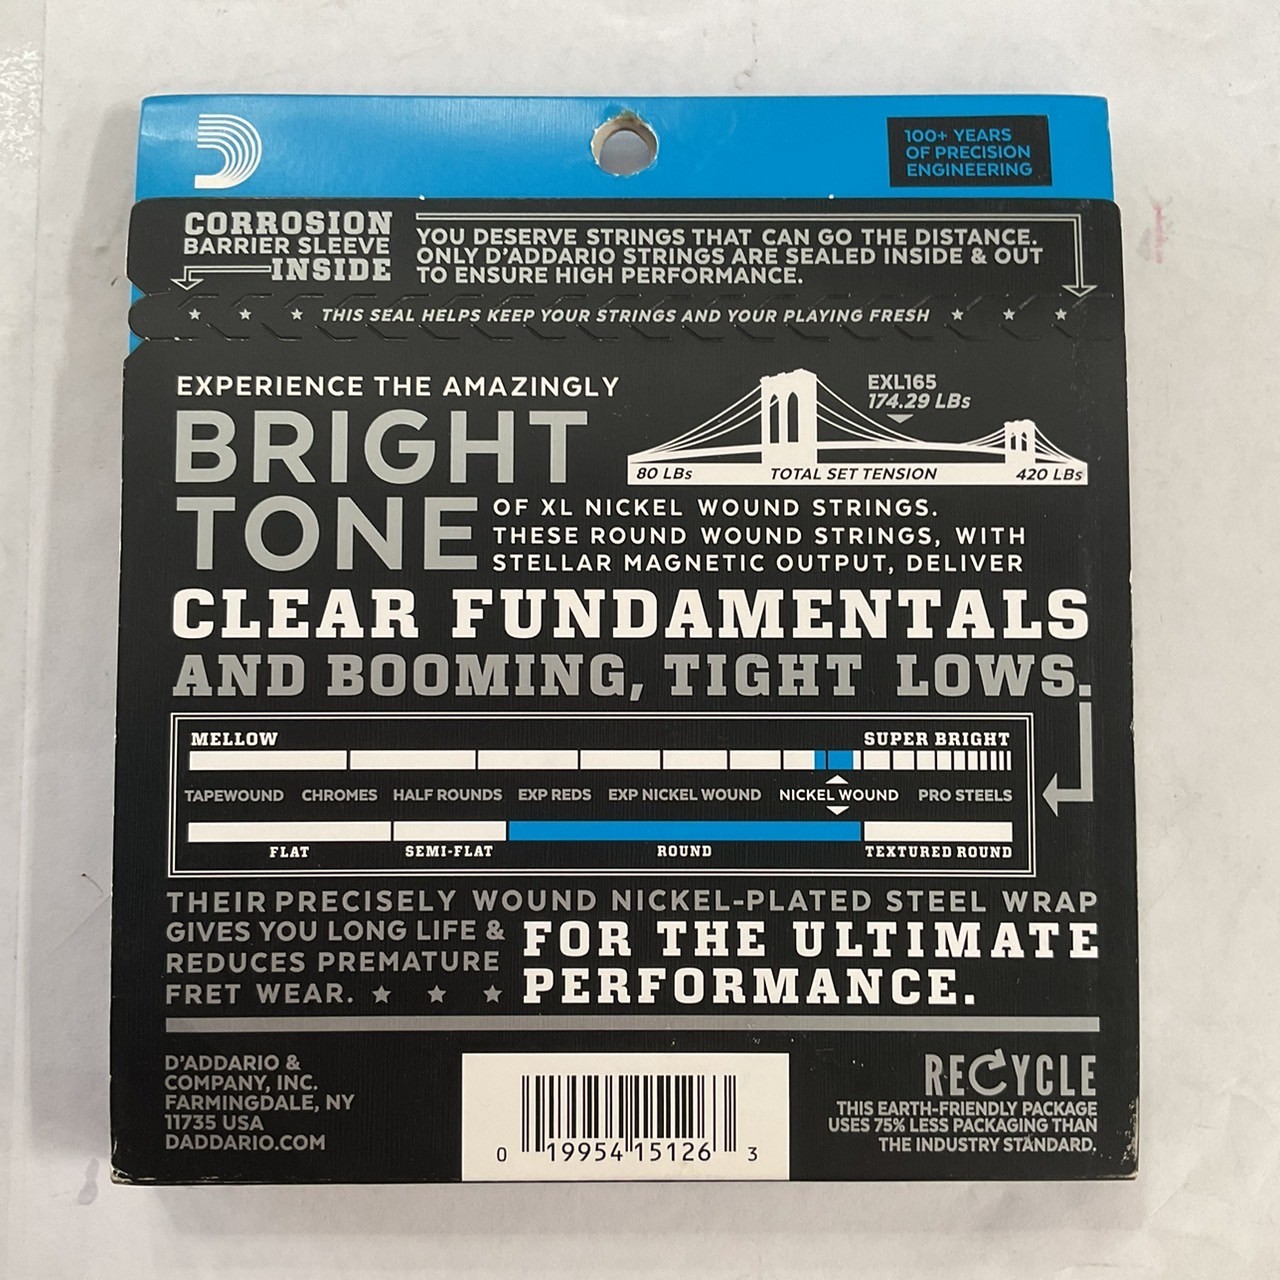 100+ YEARS
OF PRECISION
ENGINEERING
CORROSION
BARRIER SLEEVE
INSIDE
YOU DESERVE STRINGS THAT CAN GO THE DISTANCE.
ONLY D'ADDARIO STRINGS ARE SEALED INSIDE & OUT
TO ENSURE HIGH PERFORMANCE.
THIS SEAL HELPS KEEP YOUR STRINGS AND YOUR PLAYING FRESH
EXPERIENCE THE AMAZINGLY
BRIGHT
TONE
EXL165
174.29 LBs
80 LBs TOTAL SET TENSION 420 LBs
OF XL NICKEL WOUND STRINGS.
THESE ROUND WOUND STRINGS, WITH
STELLAR MAGNETIC OUTPUT, DELIVER
CLEAR FUNDAMENTALS
AND BOOMING, TIGHT LOWS.
MELLOW SUPER BRIGHT
TAPEWOUND CHROMES HALF ROUNDS EXP REDS EXP NICKEL WOUND NICKEL WOUND PRO STEELS
FLAT SEMI-FLAT ROUND TEXTURED ROUND
THEIR PRECISELY WOUND NICKEL-PLATED STEEL WRAP
GIVES YOU LONG LIFE &
REDUCES PREMATURE
FRET WEAR.
FOR THE ULTIMATE
PERFORMANCE.
D'ADDARIO &
COMPANY, INC.
FARMINGDALE, NY
11735 USA
DADDARIO.COM
0 19954 15126 3
RECYCLE
THIS EARTH-FRIENDLY PACKAGE
USES 75% LESS PACKAGING THAN
THE INDUSTRY STANDARD.